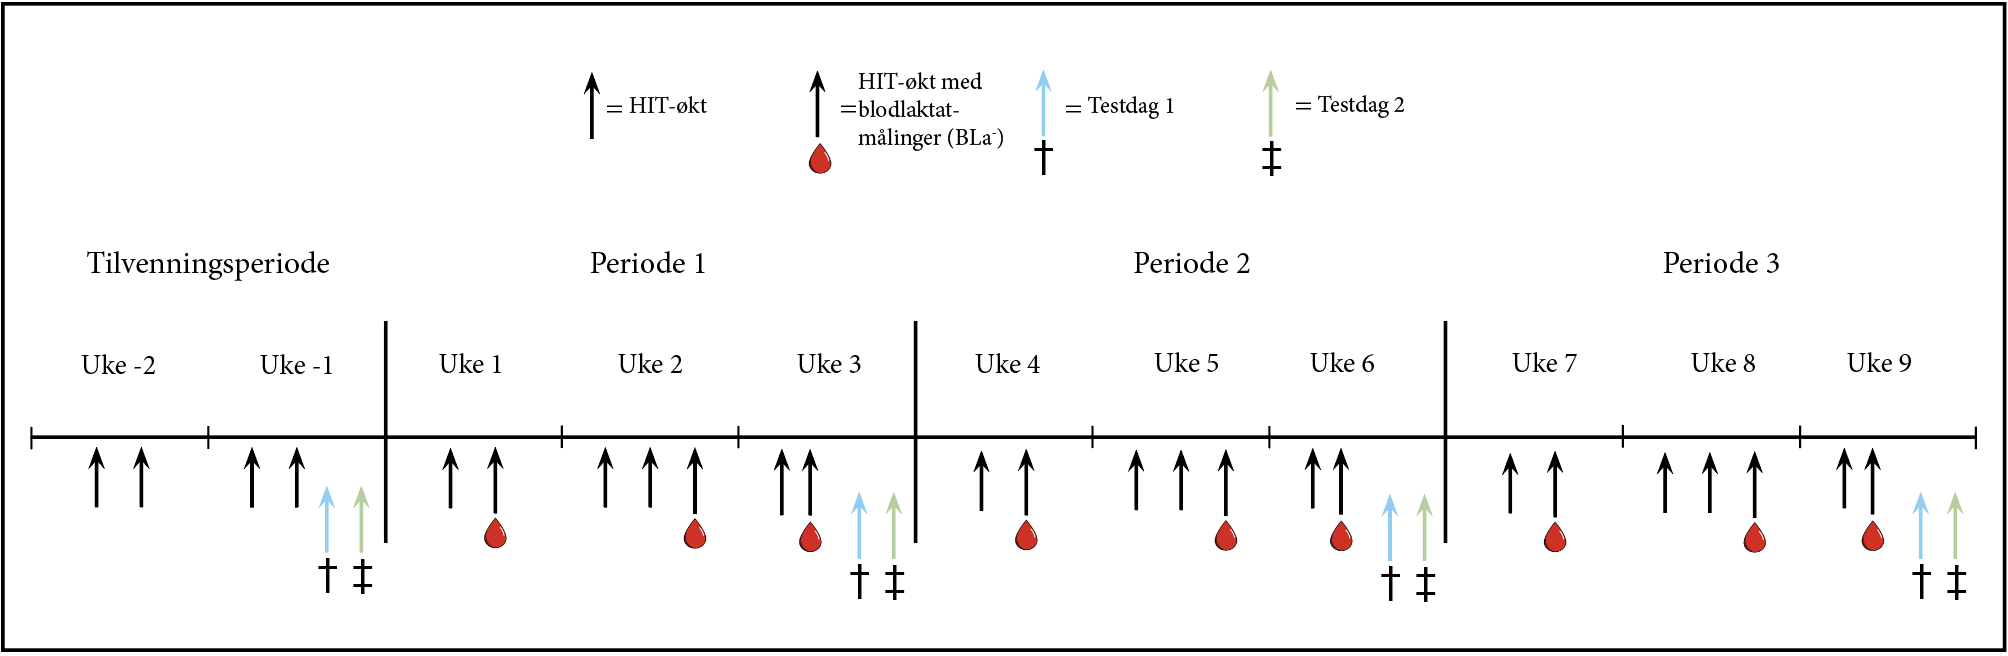 = HIT-økt
= HIT-økt med
blodlaktat-
målinger (BLa⁻)
= Testdag 1
†
= Testdag 2
‡
Tilvenningsperiode
Periode 1
Periode 2
Periode 3
Uke -2
Uke -1
Uke 1
Uke 2
Uke 3
Uke 4
Uke 5
Uke 6
Uke 7
Uke 8
Uke 9
† ‡
† ‡
† ‡
† ‡